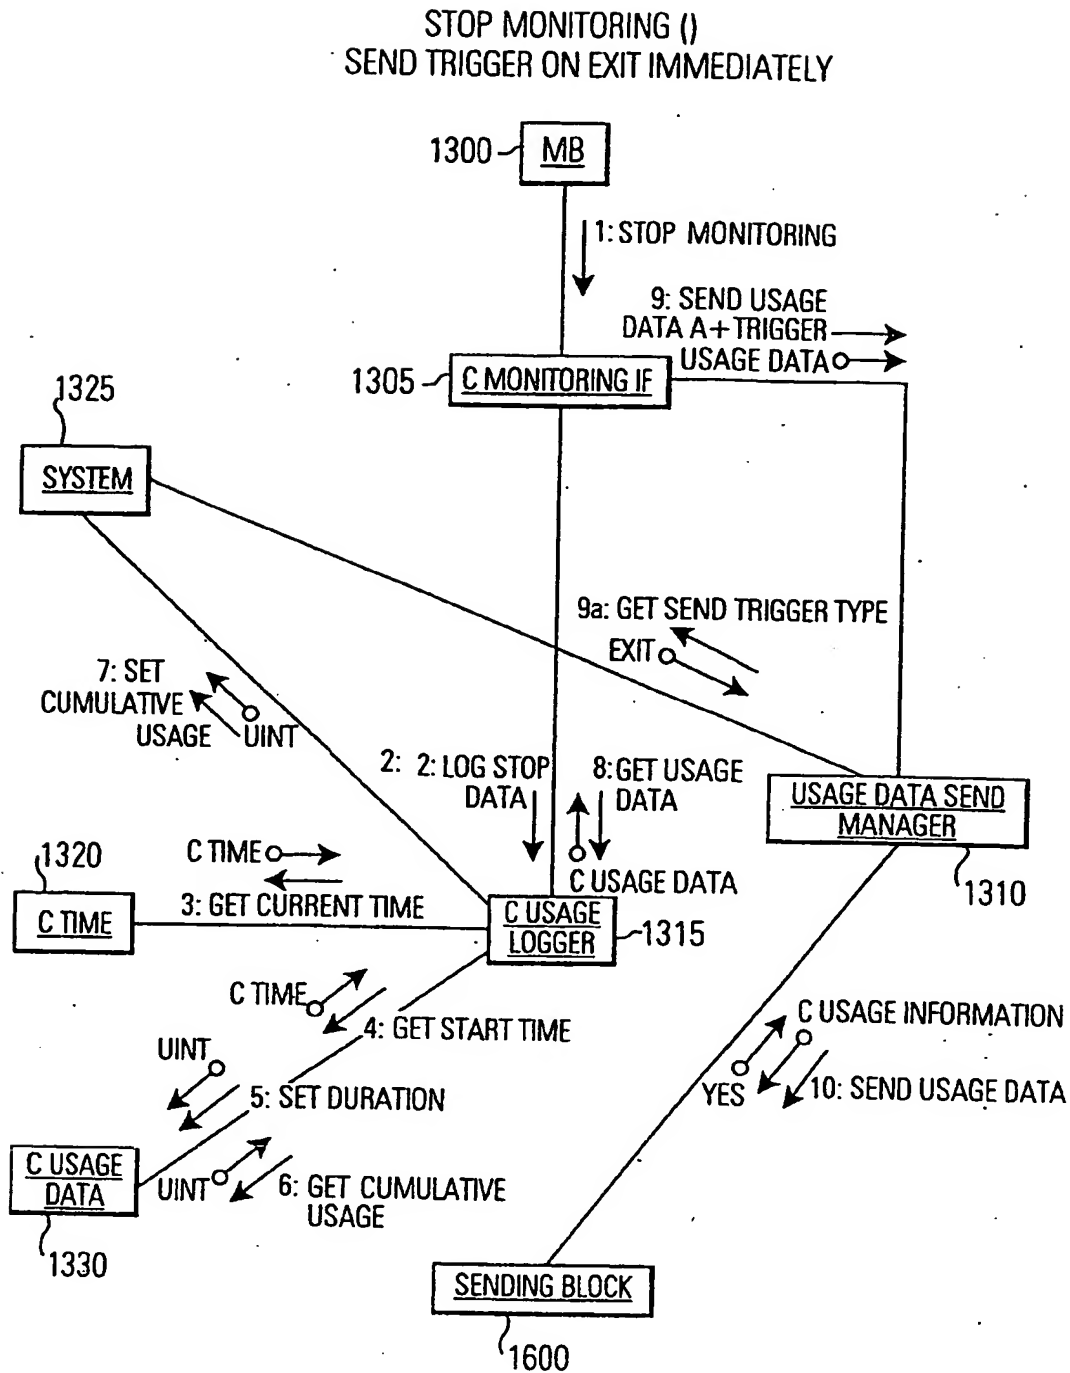 STOP MONITORING ()
SEND TRIGGER ON EXIT IMMEDIATELY
1300
MB
1: STOP MONITORING
9: SEND USAGE
DATA A+TRIGGER
USAGE DATA
1305
C MONITORING IF
1325
SYSTEM
9a: GET SEND TRIGGER TYPE
EXIT
7: SET
CUMULATIVE
USAGE
UINT
2: 2: LOG STOP
DATA
8: GET USAGE
DATA
C USAGE DATA
USAGE DATA SEND
MANAGER
1310
1320
C TIME
C TIME
3: GET CURRENT TIME
C USAGE
LOGGER
1315
C TIME
4: GET START TIME
UINT
5: SET DURATION
C USAGE
DATA
1330
UINT
6: GET CUMULATIVE
USAGE
C USAGE INFORMATION
YES
10: SEND USAGE DATA
SENDING BLOCK
1600